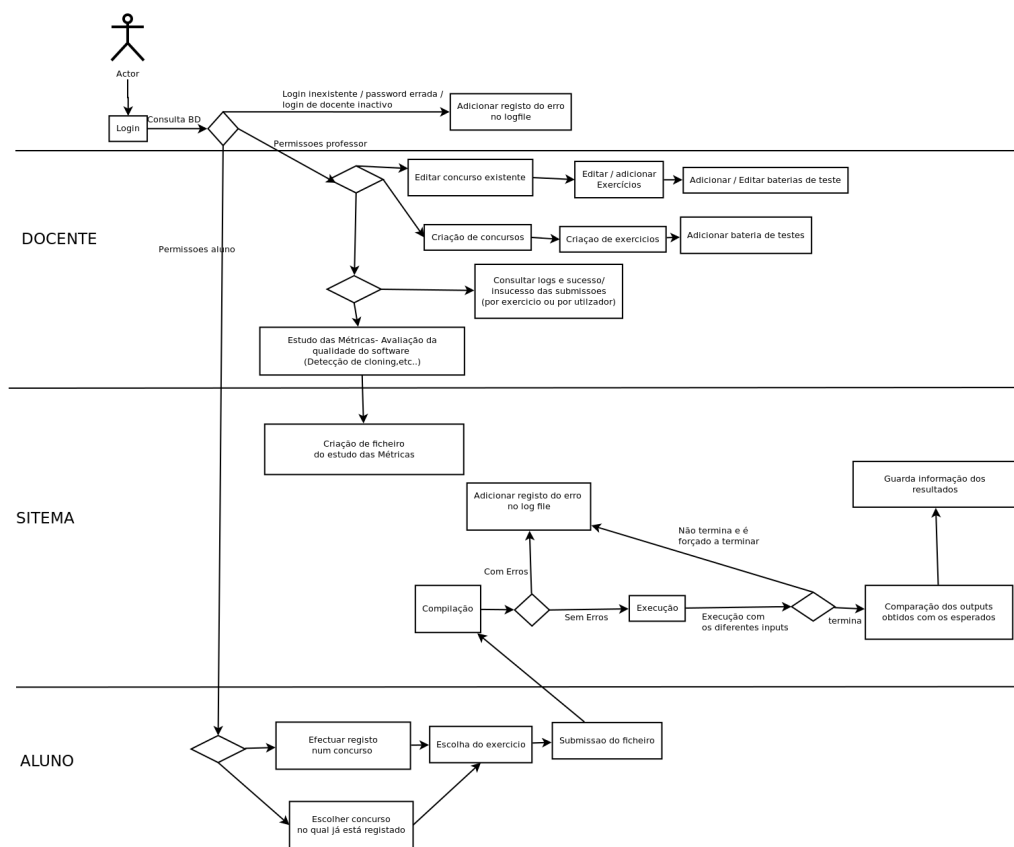 Actor
Login inexistente / password errada /
login de docente inactivo
Adicionar registo do erro
no logfile
Login
Consulta BD
Permissoes professor
DOCENTE
Editar concurso existente
Editar / adicionar
Exercícios
Adicionar / Editar baterias de teste
Criação de concursos
Criaçao de exercicios
Adicionar bateria de testes
Permissoes aluno
Consultar logs e sucesso/
insucesso das submissoes
(por exercicio ou por utilzador)
Estudo das Métricas- Avaliação da
qualidade do software
(Detecção de cloning,etc..)
SITEMA
Criação de ficheiro
do estudo das Métricas
Adicionar registo do erro
no log file
Guarda informação dos
resultados
Não termina e é
forçado a terminar
Com Erros
Compilação
Sem Erros
Execução
Execução com
os diferentes inputs
termina
Comparação dos outputs
obtidos com os esperados
ALUNO
Efectuar registo
num concurso
Escolha do exercicio
Submissao do ficheiro
Escolher concurso
no qual já está registado